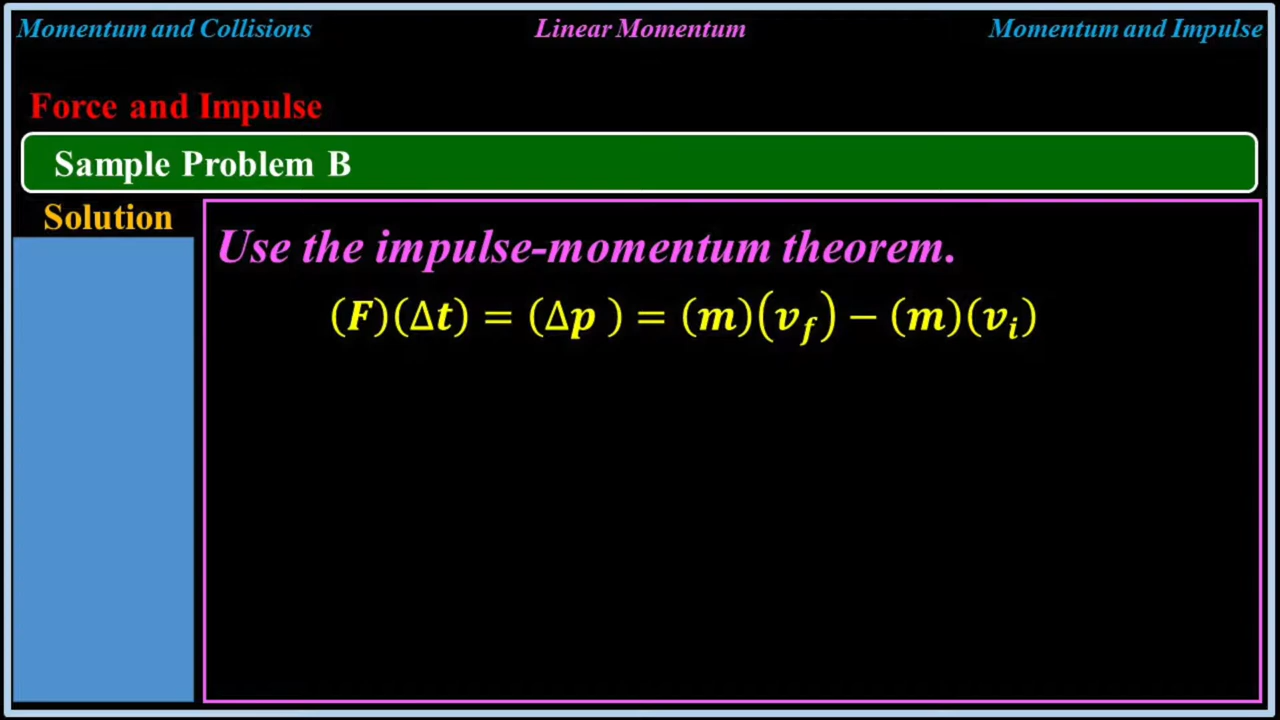 Momentum and Collisions Linear Momentum Momentum and Impulse
Force and Impulse
Sample Problem B
Solution
Use the impulse-momentum theorem.
(F)(Δt) = (Δp ) = (m)(v_f) − (m)(v_i)